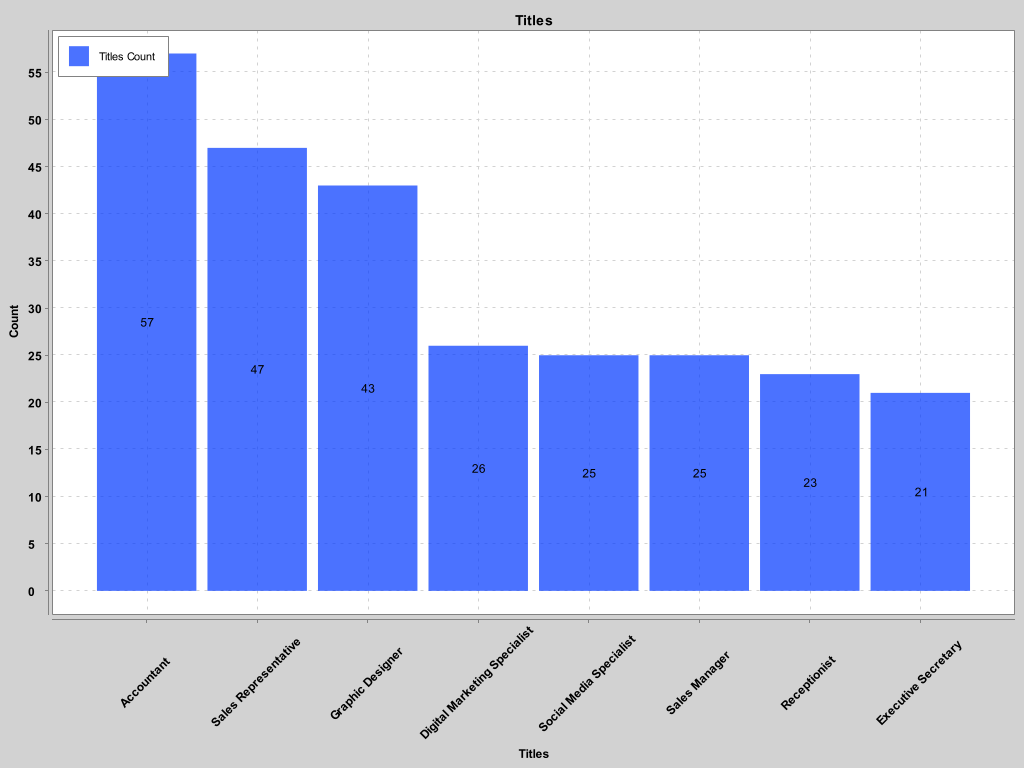 Titles
Titles Count
Count
55
50
45
40
35
30
25
20
15
10
5
0
57
47
43
26
25
25
23
21
Accountant
Sales Representative
Graphic Designer
Digital Marketing Specialist
Social Media Specialist
Sales Manager
Receptionist
Executive Secretary
Titles